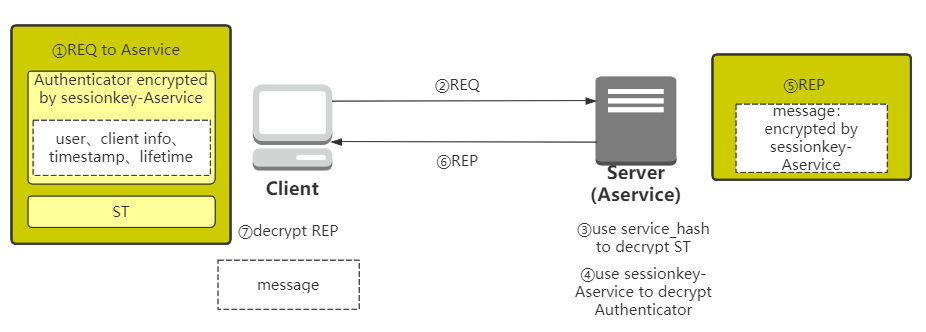 ①REQ to Aservice
Authenticator encrypted
by sessionkey-Aservice
user、client info、
timestamp、lifetime
ST
②REQ
⑥REP
Client
Server
(Aservice)
⑦decrypt REP
message
③use service_hash
to decrypt ST
④use sessionkey-
Aservice to decrypt
Authenticator
⑤REP
message:
encrypted by
sessionkey-
Aservice